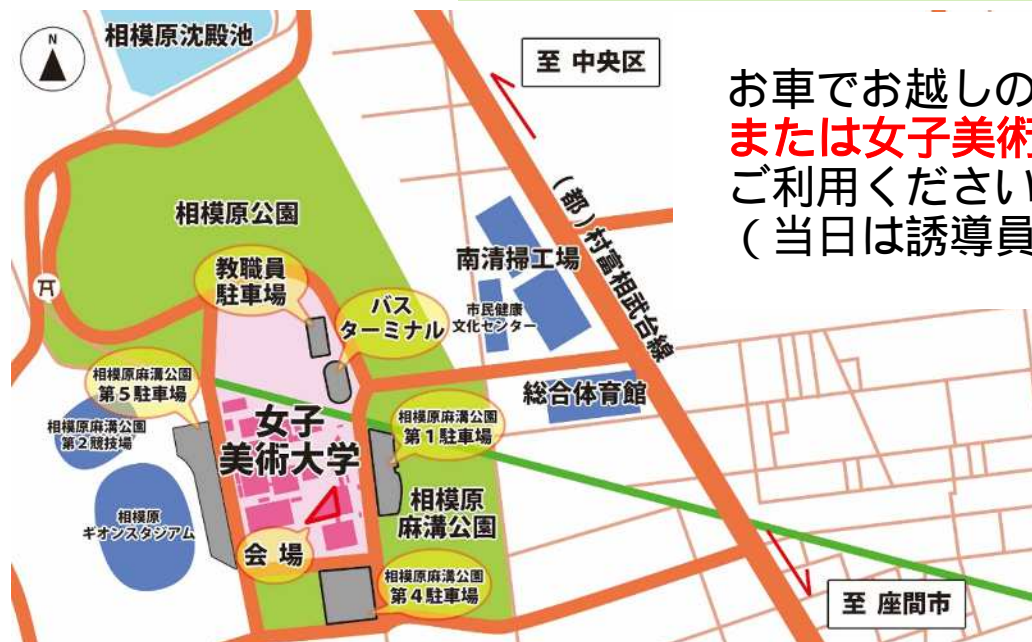 N
相模原沈殿池
至 中央区
お車でお越しの
または女子美術
ご利用ください
（当日は誘導員
相模原公園
(都)村富相武台線
教職員
駐車場
バス
ターミナル
南清掃工場
市民健康
文化センター
総合体育館
相模原麻溝公園
第5駐車場
相模原麻溝公園
第2競技場
女子
美術大学
相模原麻溝公園
第1駐車場
相模原
麻溝公園
相模原
ギオンスタジアム
会 場
相模原麻溝公園
第4駐車場
至 座間市